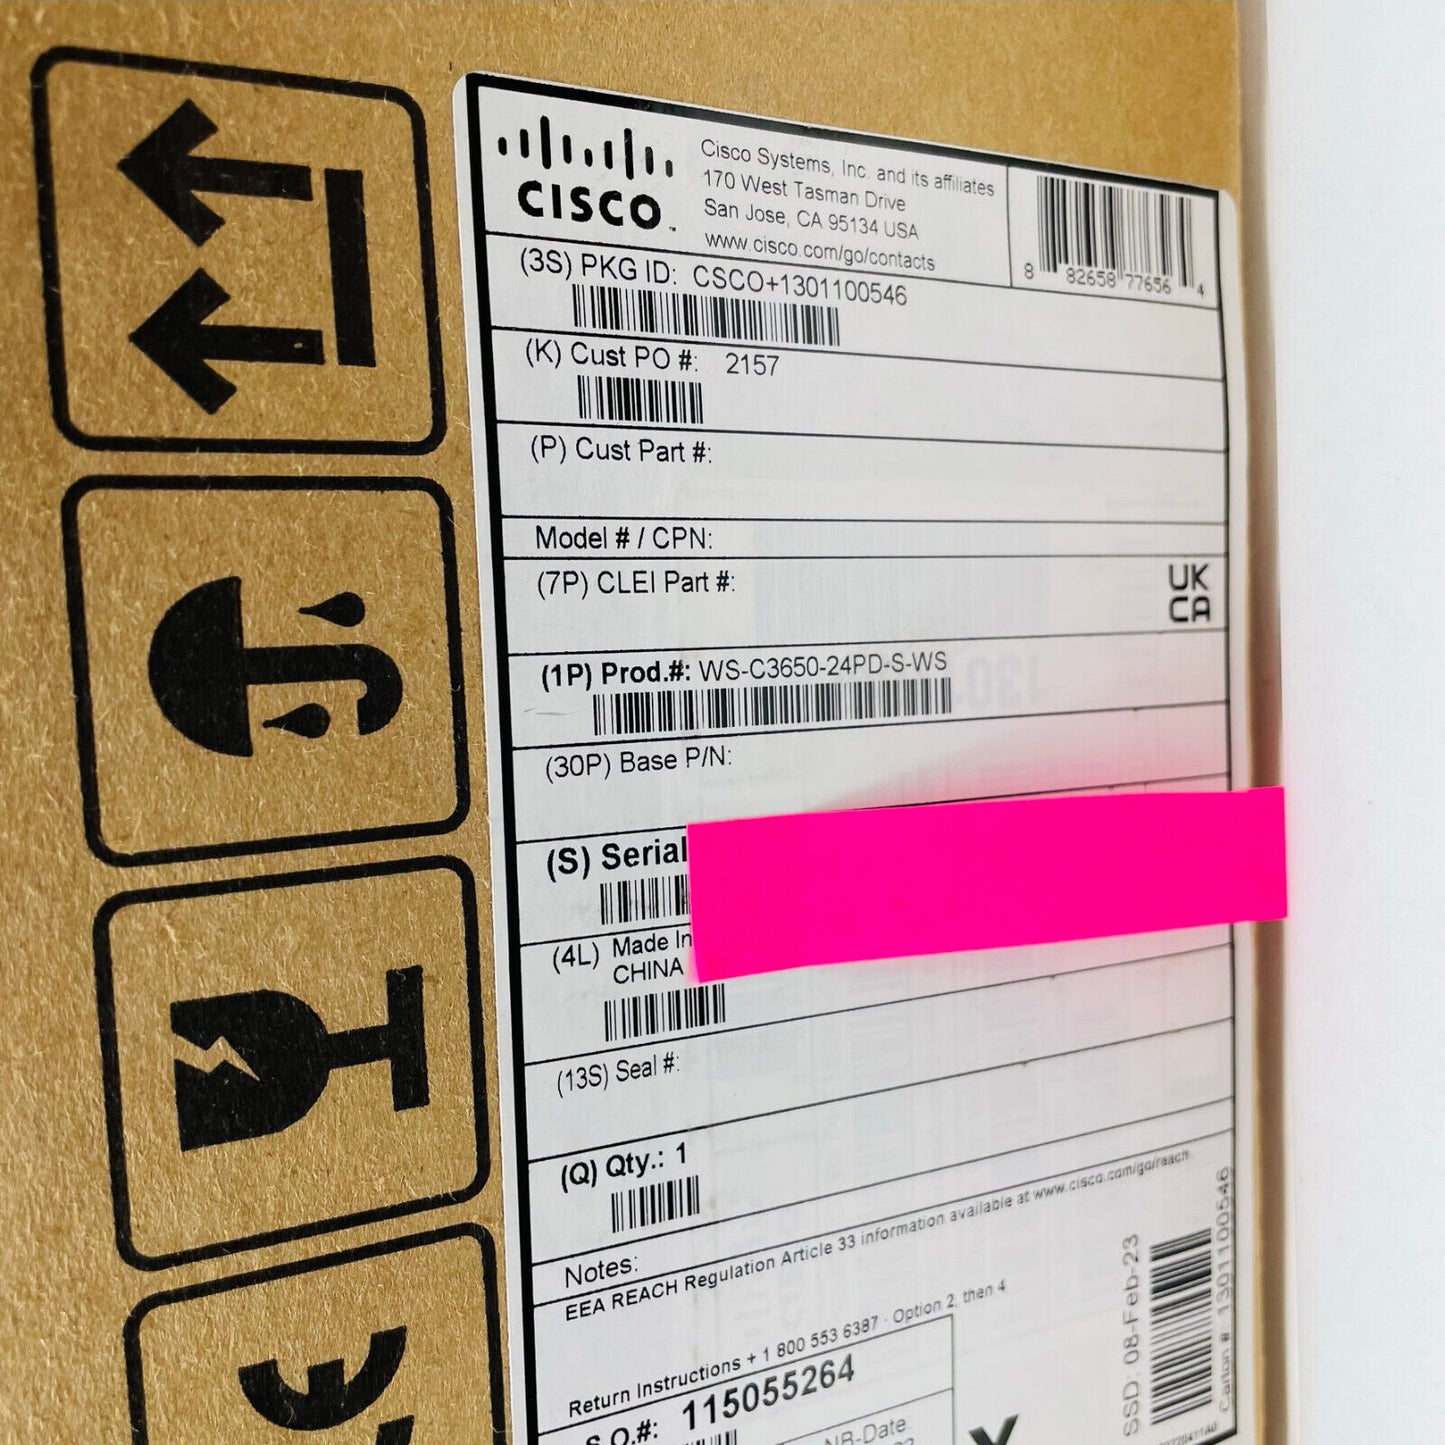 CISCO
Cisco Systems, Inc. and its affiliates
170 West Tasman Drive
San Jose, CA 95134 USA
www.cisco.com/go/contacts
8 82658 77656 4
(3S) PKG ID: CSCO+1301100546
(K) Cust PO #: 2157
(P) Cust Part #:
Model # / CPN:
(7P) CLEI Part #:
UK
CA
(1P) Prod.#: WS-C3650-24PD-S-WS
(30P) Base P/N:
(S) Serial
(4L) Made In
CHINA
(13S) Seal #:
(Q) Qty.: 1
Notes:
EEA REACH Regulation Article 33 information available at www.cisco.com/go/reach
Return Instructions + 1 800 553 6387 · Option 2, then 4
S.O.#: 115055264
NB-Date:
SSD: 08-Feb-23
Carton #: 1301100546
CE